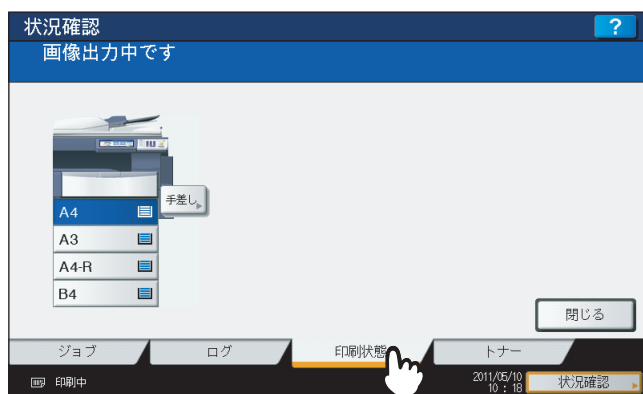 状況確認
?
画像出力中です
手差し
A4
A3
A4-R
B4
閉じる
ジョブ
ログ
印刷状態
トナー
印刷中
2011/05/10
10 : 18
状況確認